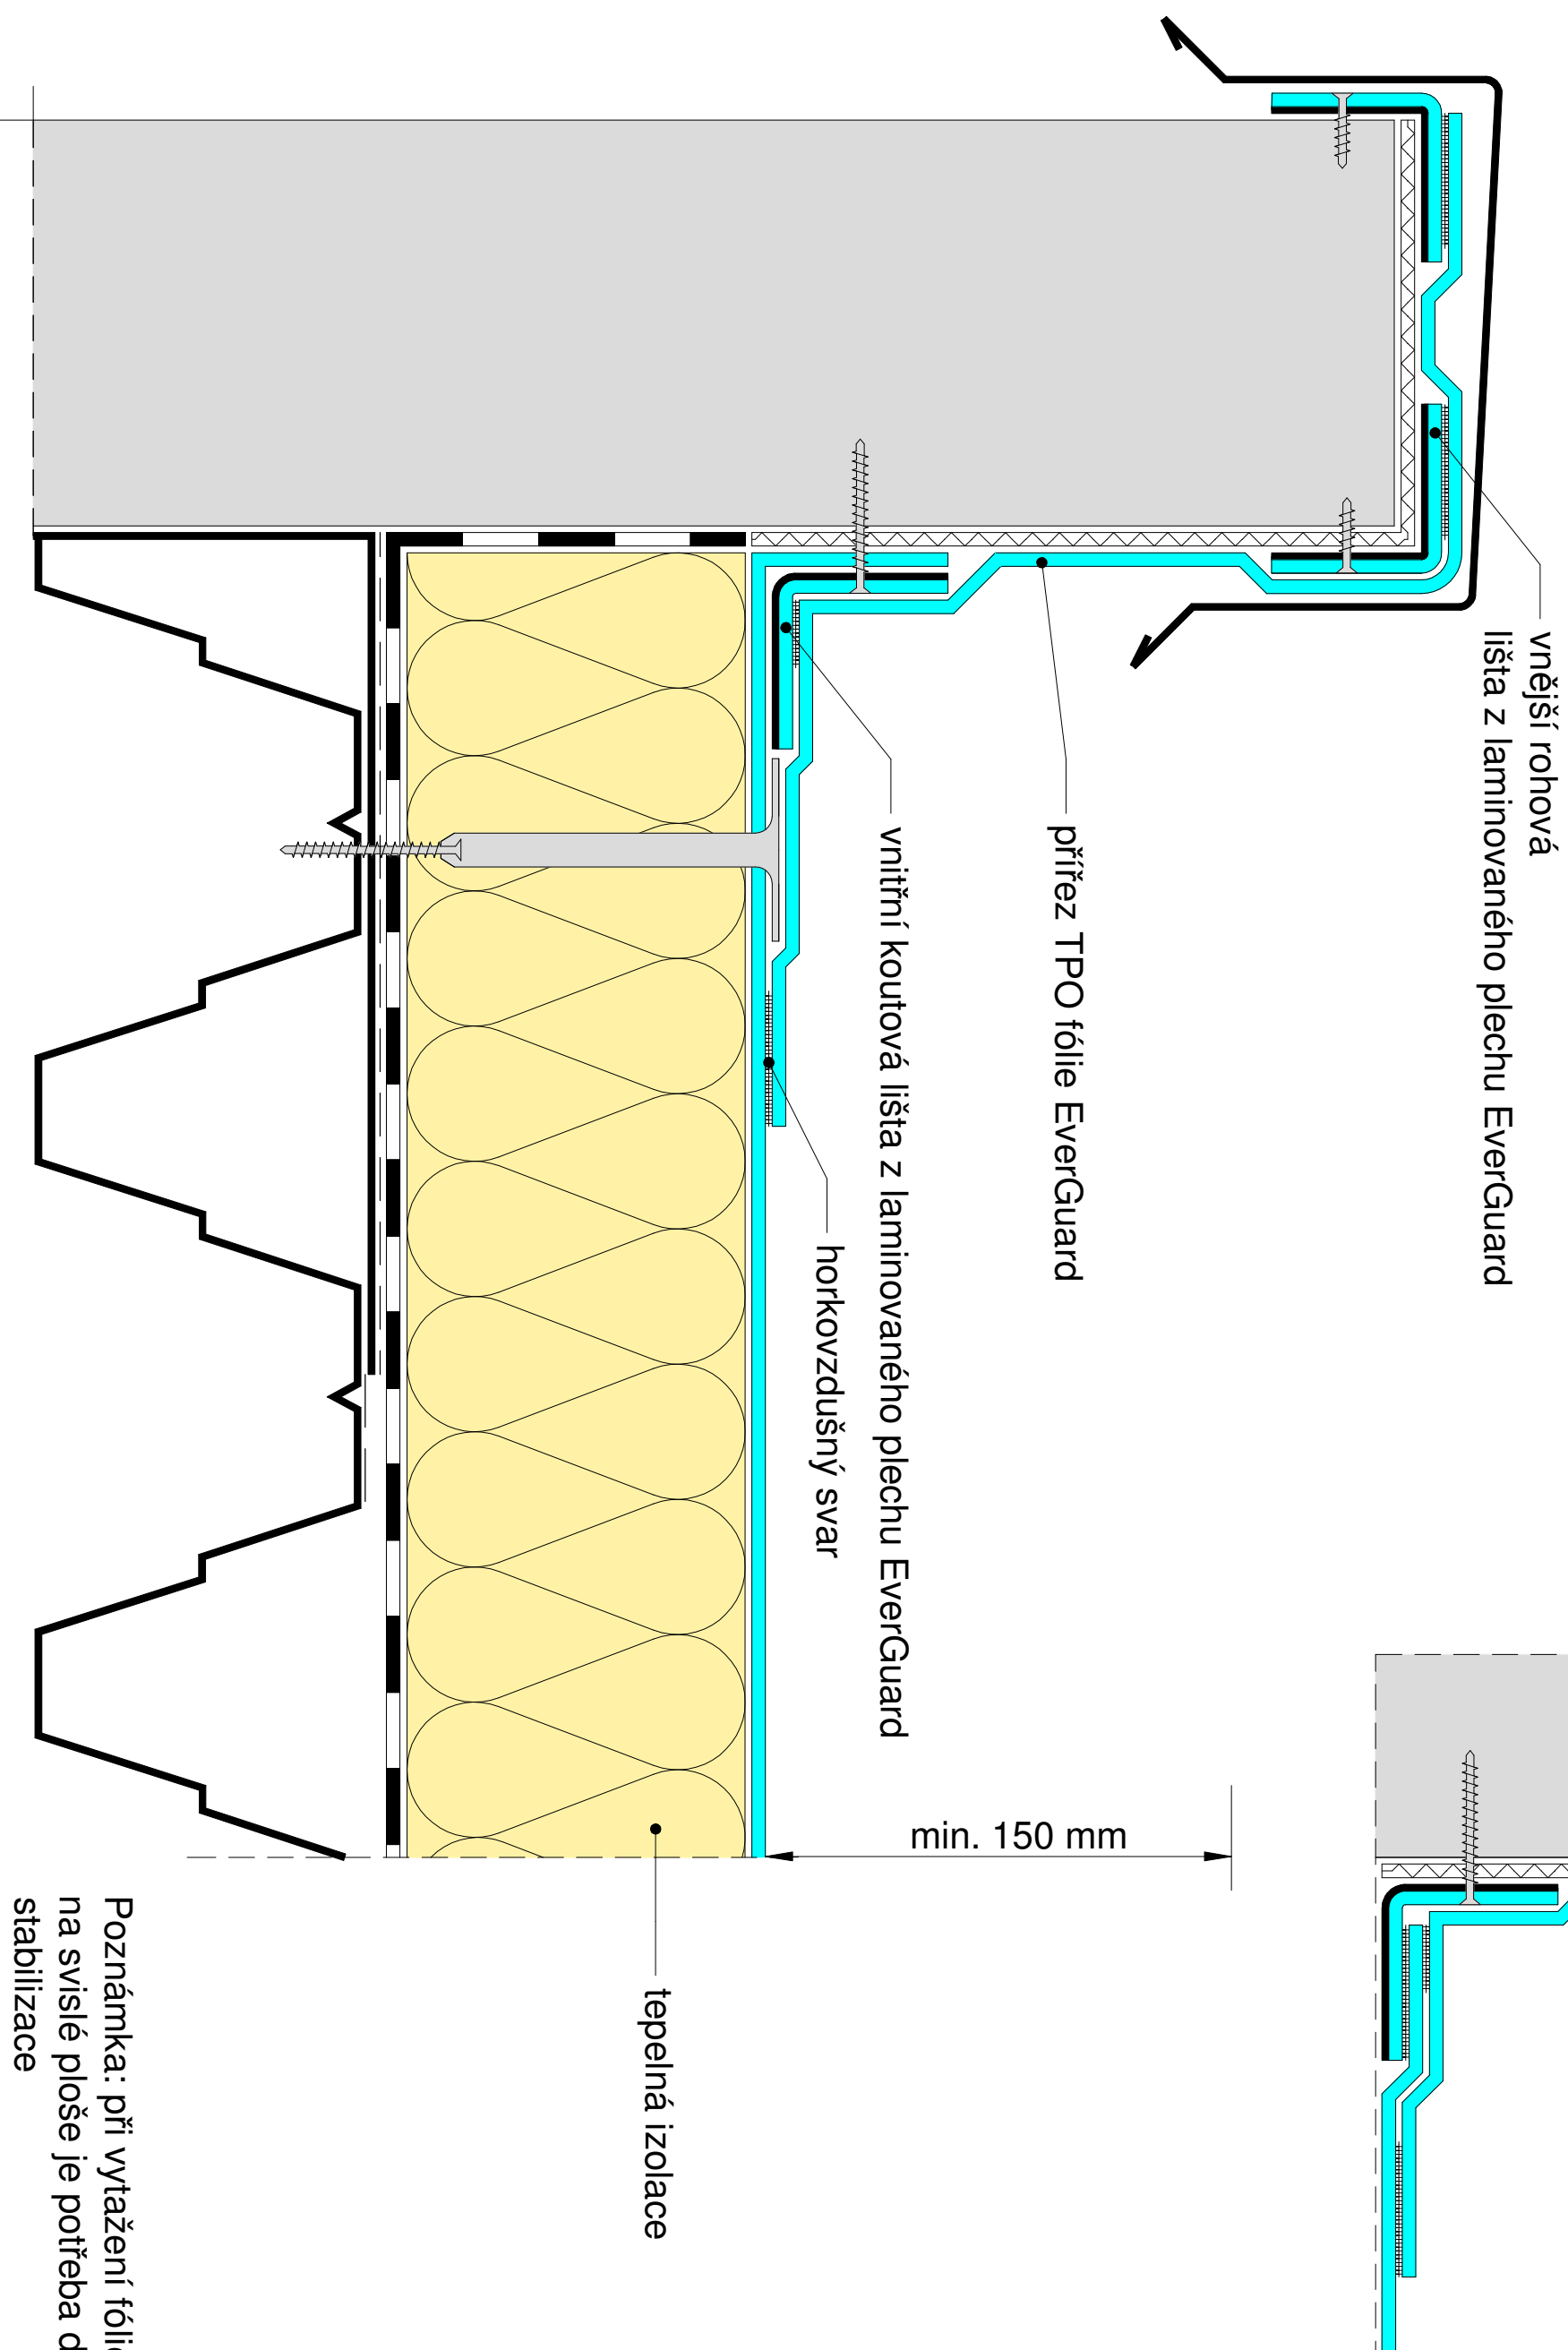 vnější rohová
lišta z laminovaného plechu EverGuard
přířez TPO fólie EverGuard
vnitřní koutová lišta z laminovaného plechu EverGuard
horkovzdušný svar
min. 150 mm
tepelná izolace
Poznámka: při vytažení
na svislé ploše je potřeba
stabilizace